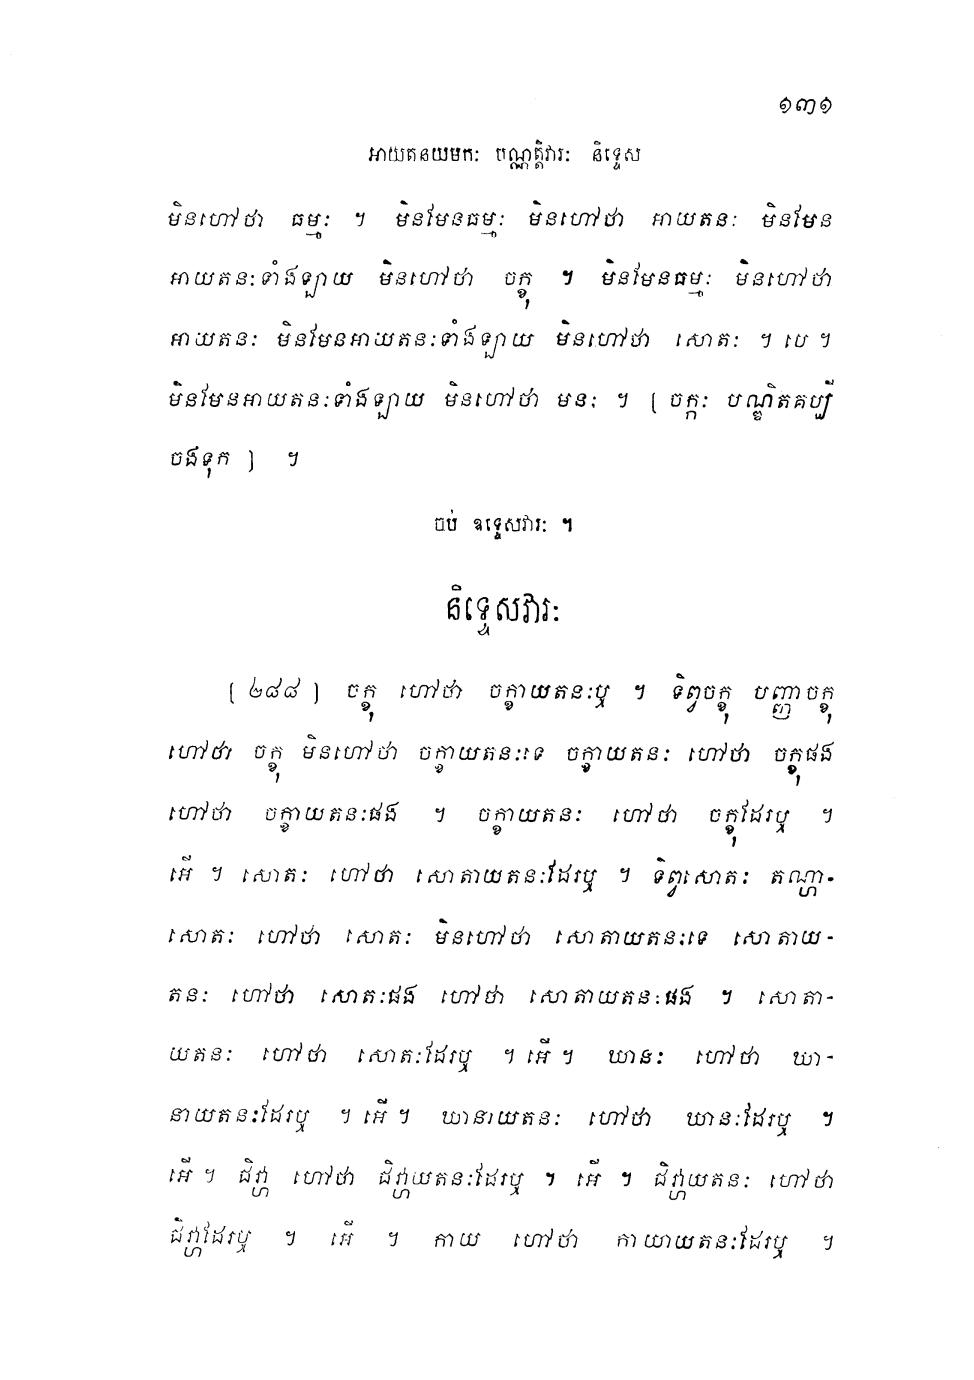 ១៣១
អាយតនយមកៈ បណ្ណត្តិវារៈ និទ្ទេស
មិនហៅថា ធម្មៈ ។ មិនមែនធម្មៈ មិនហៅថា អាយតនៈ មិនមែន
អាយតនៈទាំងឡាយ មិនហៅថា ចក្ខុ ។ មិនមែនធម្មៈ មិនហៅថា
អាយតនៈ មិនមែនអាយតនៈទាំងឡាយ មិនហៅថា សោតៈ ។ បេ ។
មិនមែនអាយតនៈទាំងឡាយ មិនហៅថា មនៈ ។ [ ចក្កៈ បណ្ឌិតគប្បី
ចងទុក ] ។
ចប់ ឧទ្ទេសវារៈ ។
និទ្ទេសវារៈ
[ ២៨៨ ] ចក្ខុ ហៅថា ចក្ខាយតនៈឬ ។ ទិព្វចក្ខុ បញ្ញាចក្ខុ
ហៅថា ចក្ខុ មិនហៅថា ចក្ខាយតនៈទេ ចក្ខាយតនៈ ហៅថា ចក្ខុផង
ហៅថា ចក្ខាយតនៈផង ។ ចក្ខាយតនៈ ហៅថា ចក្ខុដែរឬ ។
អើ ។ សោតៈ ហៅថា សោតាយតនៈដែរឬ ។ ទិព្វសោតៈ តណ្ហា-
សោតៈ ហៅថា សោតៈ មិនហៅថា សោតាយតនៈទេ សោតាយ-
តនៈ ហៅថា សោតៈផង ហៅថា សោតាយតនៈផង ។ សោតា-
យតនៈ ហៅថា សោតៈដែរឬ ។ អើ ។ ឃានៈ ហៅថា ឃា-
នាយតនៈដែរឬ ។ អើ ។ ឃានាយតនៈ ហៅថា ឃានៈដែរឬ ។
អើ ។ ជិវ្ហា ហៅថា ជិវ្ហាយតនៈដែរឬ ។ អើ ។ ជិវ្ហាយតនៈ ហៅថា
ជិវ្ហាដែរឬ ។ អើ ។ កាយ ហៅថា កាយាយតនៈដែរឬ ។